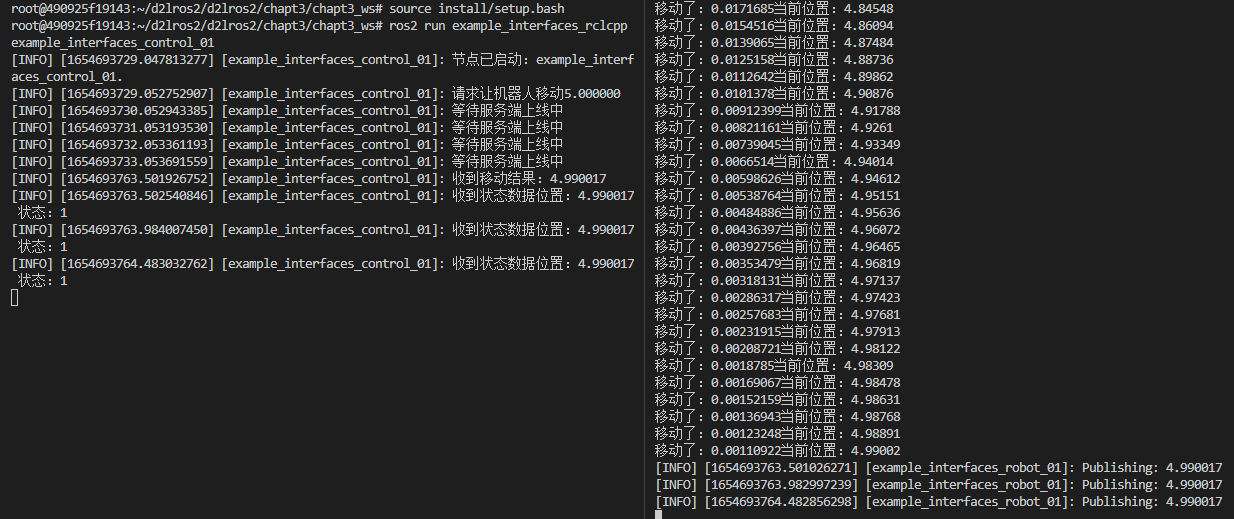 root@490925f19143:~/d2lros2/d2lros2/chapt3/chapt3_ws# source install/setup.bash
root@490925f19143:~/d2lros2/d2lros2/chapt3/chapt3_ws# ros2 run example_interfaces_rclcpp
example_interfaces_control_01
[INFO] [1654693729.047813277] [example_interfaces_control_01]: 节点已启动：example_interf
aces_control_01.
[INFO] [1654693729.052752907] [example_interfaces_control_01]: 请求让机器人移动5.000000
[INFO] [1654693730.052943385] [example_interfaces_control_01]: 等待服务端上线中
[INFO] [1654693731.053193530] [example_interfaces_control_01]: 等待服务端上线中
[INFO] [1654693732.053361193] [example_interfaces_control_01]: 等待服务端上线中
[INFO] [1654693733.053691559] [example_interfaces_control_01]: 等待服务端上线中
[INFO] [1654693763.501926752] [example_interfaces_control_01]: 收到移动结果：4.990017
[INFO] [1654693763.502540846] [example_interfaces_control_01]: 收到状态数据位置：4.990017
状态：1
[INFO] [1654693763.984007450] [example_interfaces_control_01]: 收到状态数据位置：4.990017
状态：1
[INFO] [1654693764.483032762] [example_interfaces_control_01]: 收到状态数据位置：4.990017
状态：1
移动了：0.0171685当前位置：4.84548
移动了：0.0154516当前位置：4.86094
移动了：0.0139065当前位置：4.87484
移动了：0.0125158当前位置：4.88736
移动了：0.0112642当前位置：4.89862
移动了：0.0101378当前位置：4.90876
移动了：0.00912399当前位置：4.91788
移动了：0.00821161当前位置：4.9261
移动了：0.00739045当前位置：4.93349
移动了：0.0066514当前位置：4.94014
移动了：0.00598626当前位置：4.94612
移动了：0.00538764当前位置：4.95151
移动了：0.00484886当前位置：4.95636
移动了：0.00436397当前位置：4.96072
移动了：0.00392756当前位置：4.96465
移动了：0.00353479当前位置：4.96819
移动了：0.00318131当前位置：4.97137
移动了：0.00286317当前位置：4.97423
移动了：0.00257683当前位置：4.97681
移动了：0.00231915当前位置：4.97913
移动了：0.00208721当前位置：4.98122
移动了：0.0018785当前位置：4.98309
移动了：0.00169067当前位置：4.98478
移动了：0.00152159当前位置：4.98631
移动了：0.00136943当前位置：4.98768
移动了：0.00123248当前位置：4.98891
移动了：0.00110922当前位置：4.99002
[INFO] [1654693763.501026271] [example_interfaces_robot_01]: Publishing: 4.990017
[INFO] [1654693763.982997239] [example_interfaces_robot_01]: Publishing: 4.990017
[INFO] [1654693764.482856298] [example_interfaces_robot_01]: Publishing: 4.990017